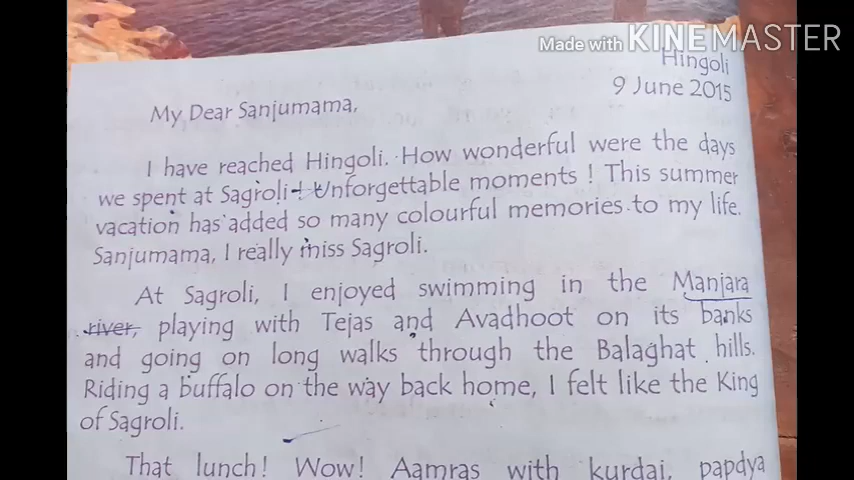 Made with KINEMASTER
Hingoli
9 June 2015
My Dear Sanjumama,
I have reached Hingoli. How wonderful were the days
we spent at Sagroli! Unforgettable moments ! This summer
vacation has added so many colourful memories to my life.
Sanjumama, I really miss Sagroli.
At Sagroli, I enjoyed swimming in the Manjara
river, playing with Tejas and Avadhoot on its banks
and going on long walks through the Balaghat hills.
Riding a buffalo on the way back home, I felt like the King
of Sagroli.
That lunch! Wow! Aamras with kurdai, papdya